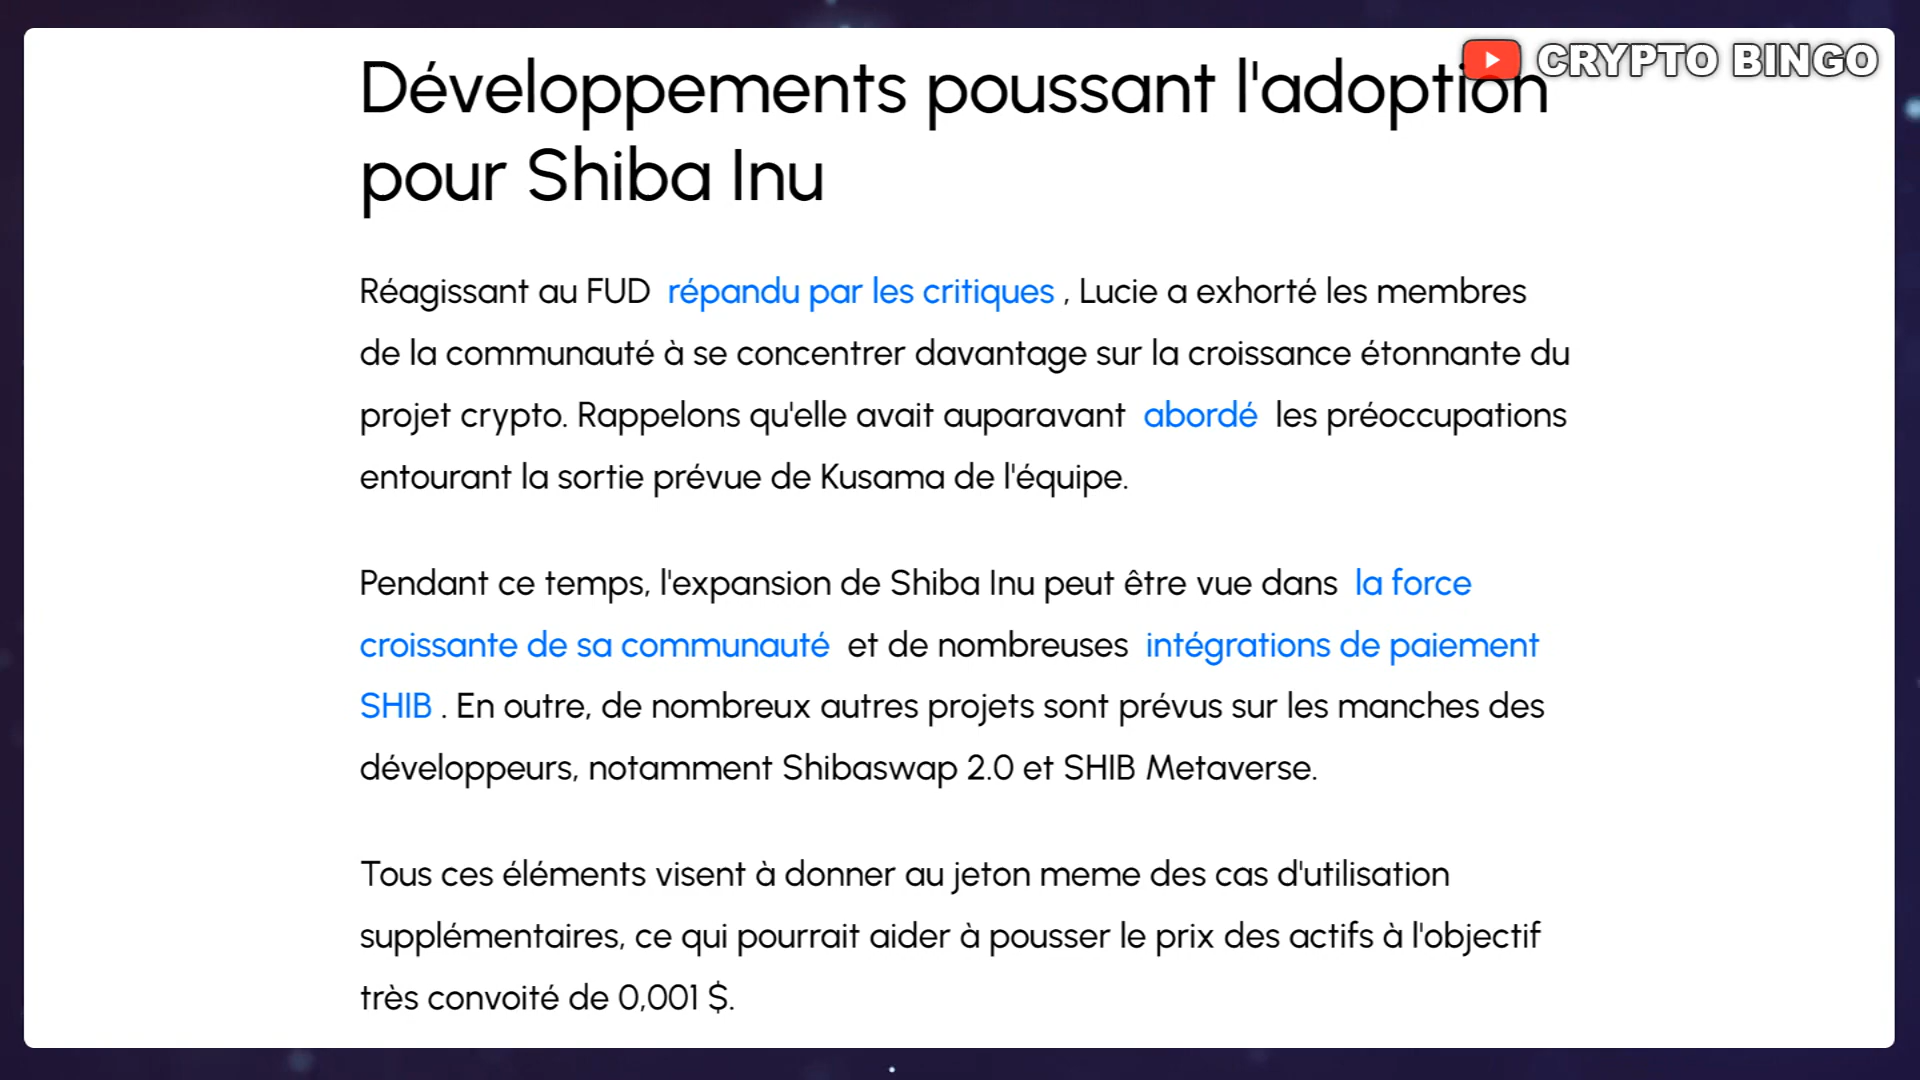 CRYPTO BINGO
Développements poussant l'adoption
pour Shiba Inu
Réagissant au FUD répandu par les critiques , Lucie a exhorté les membres
de la communauté à se concentrer davantage sur la croissance étonnante du
projet crypto. Rappelons qu'elle avait auparavant abordé les préoccupations
entourant la sortie prévue de Kusama de l'équipe.
Pendant ce temps, l'expansion de Shiba Inu peut être vue dans la force
croissante de sa communauté et de nombreuses intégrations de paiement
SHIB . En outre, de nombreux autres projets sont prévus sur les manches des
développeurs, notamment Shibaswap 2.0 et SHIB Metaverse.
Tous ces éléments visent à donner au jeton meme des cas d'utilisation
supplémentaires, ce qui pourrait aider à pousser le prix des actifs à l'objectif
très convoité de 0,001 $.